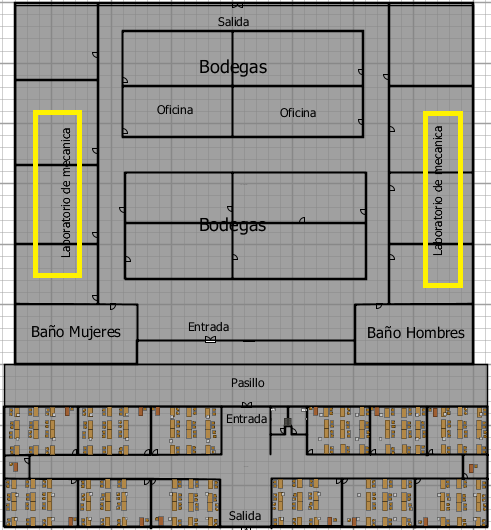 Salida
Bodegas
Oficina
Oficina
Laboratorio de mecanica
Laboratorio de mecanica
Bodegas
Baño Mujeres
Entrada
Baño Hombres
Pasillo
Entrada
Salida